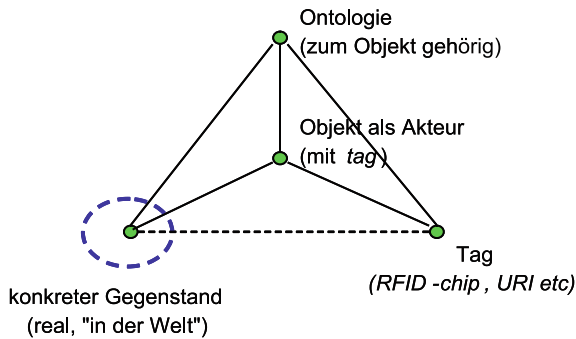 Ontologie
(zum Objekt gehörig)
Objekt als Akteur
(mit tag)
Tag
(RFID -chip , URI etc)
konkreter Gegenstand
(real, "in der Welt")